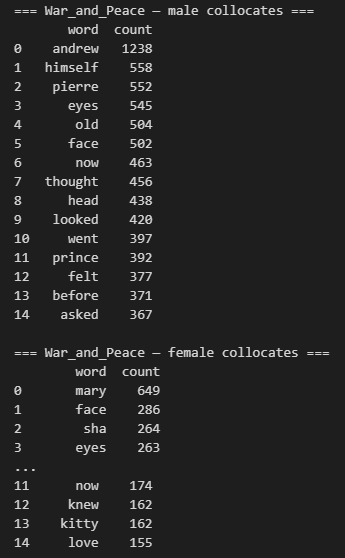 === War_and_Peace — male collocates ===
word count
0 andrew 1238
1 himself 558
2 pierre 552
3 eyes 545
4 old 504
5 face 502
6 now 463
7 thought 456
8 head 438
9 looked 420
10 went 397
11 prince 392
12 felt 377
13 before 371
14 asked 367
=== War_and_Peace — female collocates ===
word count
0 mary 649
1 face 286
2 sha 264
3 eyes 263
...
11 now 174
12 knew 162
13 kitty 162
14 love 155